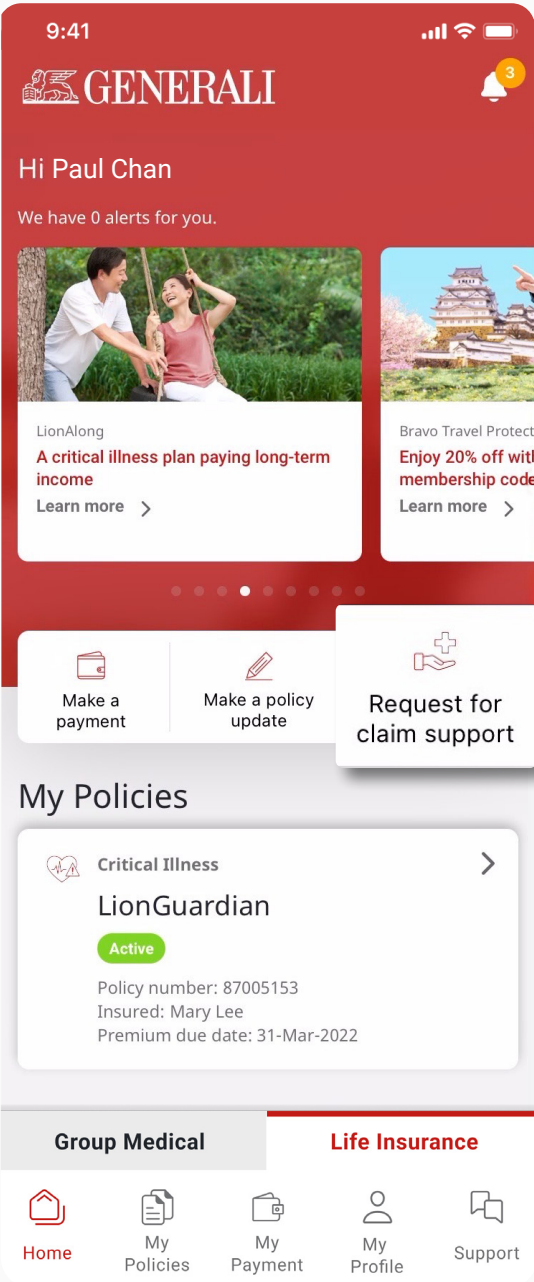 9:41
GENERALI
3
Hi Paul Chan
We have 0 alerts for you.
LionAlong
A critical illness plan paying long-term
income
Learn more
Bravo Travel Protect
Enjoy 20% off with
membership code
Learn more
Make a
payment
Make a policy
update
Request for
claim support
My Policies
Critical Illness
LionGuardian
Active
Policy number: 87005153
Insured: Mary Lee
Premium due date: 31-Mar-2022
Group Medical
Life Insurance
Home
My
Policies
My
Payment
My
Profile
Support